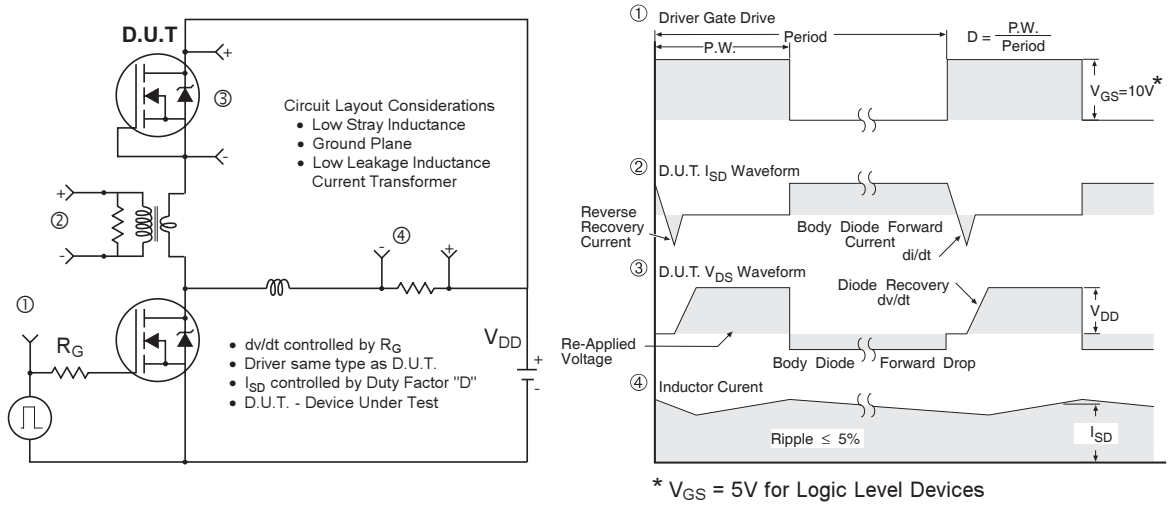 D.U.T
+
③
-
Circuit Layout Considerations
• Low Stray Inductance
• Ground Plane
• Low Leakage Inductance
Current Transformer
+
②
-
④
-
+
①
R_G
• dv/dt controlled by R_G
• Driver same type as D.U.T.
• I_SD controlled by Duty Factor "D"
• D.U.T. - Device Under Test
V_DD
+
-
① Driver Gate Drive
P.W.
Period
D = P.W. / Period
V_GS=10V *
② D.U.T. I_SD Waveform
Reverse
Recovery
Current
Body Diode Forward
Current
di/dt
③ D.U.T. V_DS Waveform
Diode Recovery
dv/dt
V_DD
Re-Applied
Voltage
Body Diode Forward Drop
④ Inductor Curent
Ripple ≤ 5%
I_SD
* V_GS = 5V for Logic Level Devices